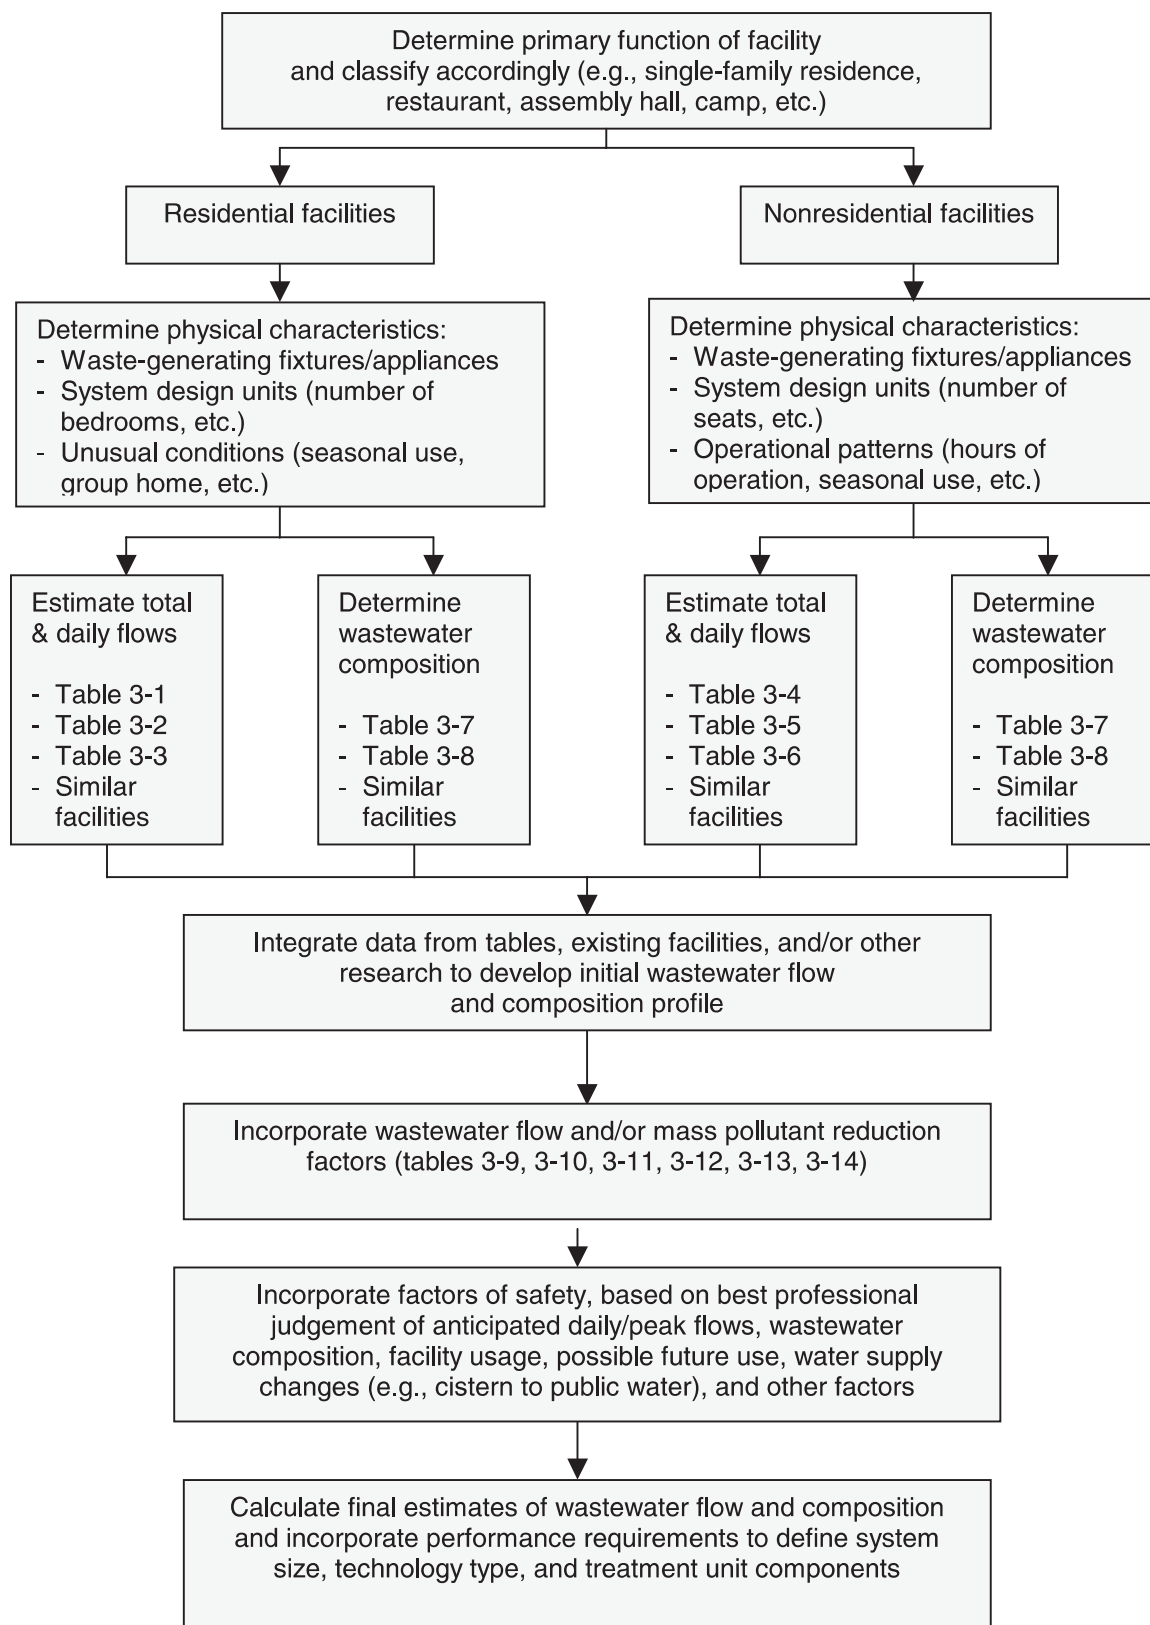 Determine primary function of facility
and classify accordingly (e.g., single-family residence,
restaurant, assembly hall, camp, etc.)
Residential facilities
Nonresidential facilities
Determine physical characteristics:
- Waste-generating fixtures/appliances
- System design units (number of
bedrooms, etc.)
- Unusual conditions (seasonal use,
group home, etc.)
Determine physical characteristics:
- Waste-generating fixtures/appliances
- System design units (number of
seats, etc.)
- Operational patterns (hours of
operation, seasonal use, etc.)
Estimate total
& daily flows
- Table 3-1
- Table 3-2
- Table 3-3
- Similar
facilities
Determine
wastewater
composition
- Table 3-7
- Table 3-8
- Similar
facilities
Estimate total
& daily flows
- Table 3-4
- Table 3-5
- Table 3-6
- Similar
facilities
Determine
wastewater
composition
- Table 3-7
- Table 3-8
- Similar
facilities
Integrate data from tables, existing facilities, and/or other
research to develop initial wastewater flow
and composition profile
Incorporate wastewater flow and/or mass pollutant reduction
factors (tables 3-9, 3-10, 3-11, 3-12, 3-13, 3-14)
Incorporate factors of safety, based on best professional
judgement of anticipated daily/peak flows, wastewater
composition, facility usage, possible future use, water supply
changes (e.g., cistern to public water), and other factors
Calculate final estimates of wastewater flow and composition
and incorporate performance requirements to define system
size, technology type, and treatment unit components